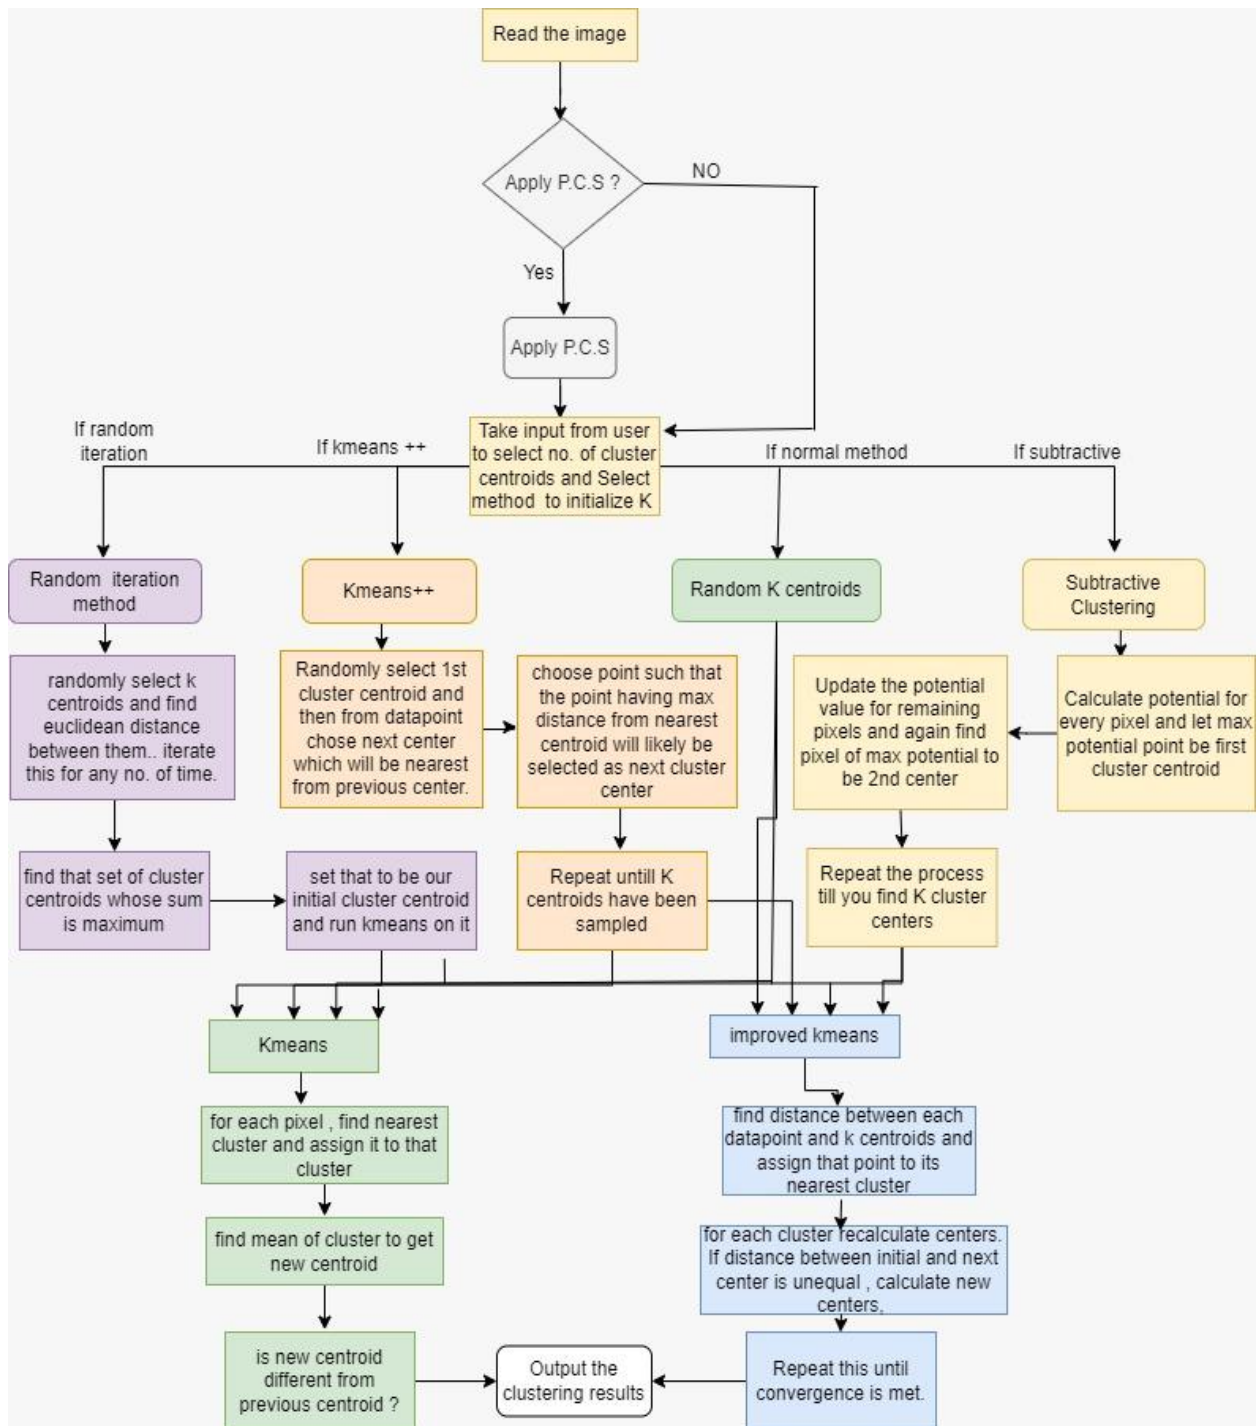 Read the image
Apply P.C.S ?
NO
Yes
Apply P.C.S
Take input from user
to select no. of cluster
centroids and Select
method to initialize K
If random
iteration
If kmeans ++
If normal method
If subtractive
Random iteration
method
Kmeans++
Random K centroids
Subtractive
Clustering
randomly select k
centroids and find
euclidean distance
between them.. iterate
this for any no. of time.
Randomly select 1st
cluster centroid and
then from datapoint
chose next center
which will be nearest
from previous center.
choose point such that
the point having max
distance from nearest
centroid will likely be
selected as next cluster
center
Update the potential
value for remaining
pixels and again find
pixel of max potential to
be 2nd center
Calculate potential for
every pixel and let max
potential point be first
cluster centroid
find that set of cluster
centroids whose sum
is maximum
set that to be our
initial cluster centroid
and run kmeans on it
Repeat untill K
centroids have been
sampled
Repeat the process
till you find K cluster
centers
Kmeans
improved kmeans
for each pixel , find nearest
cluster and assign it to that
cluster
find distance between each
datapoint and k centroids and
assign that point to its
nearest cluster
find mean of cluster to get
new centroid
for each cluster recalculate centers.
If distance between initial and next
center is unequal , calculate new
centers,
is new centroid
different from
previous centroid ?
Output the
clustering results
Repeat this until
convergence is met.